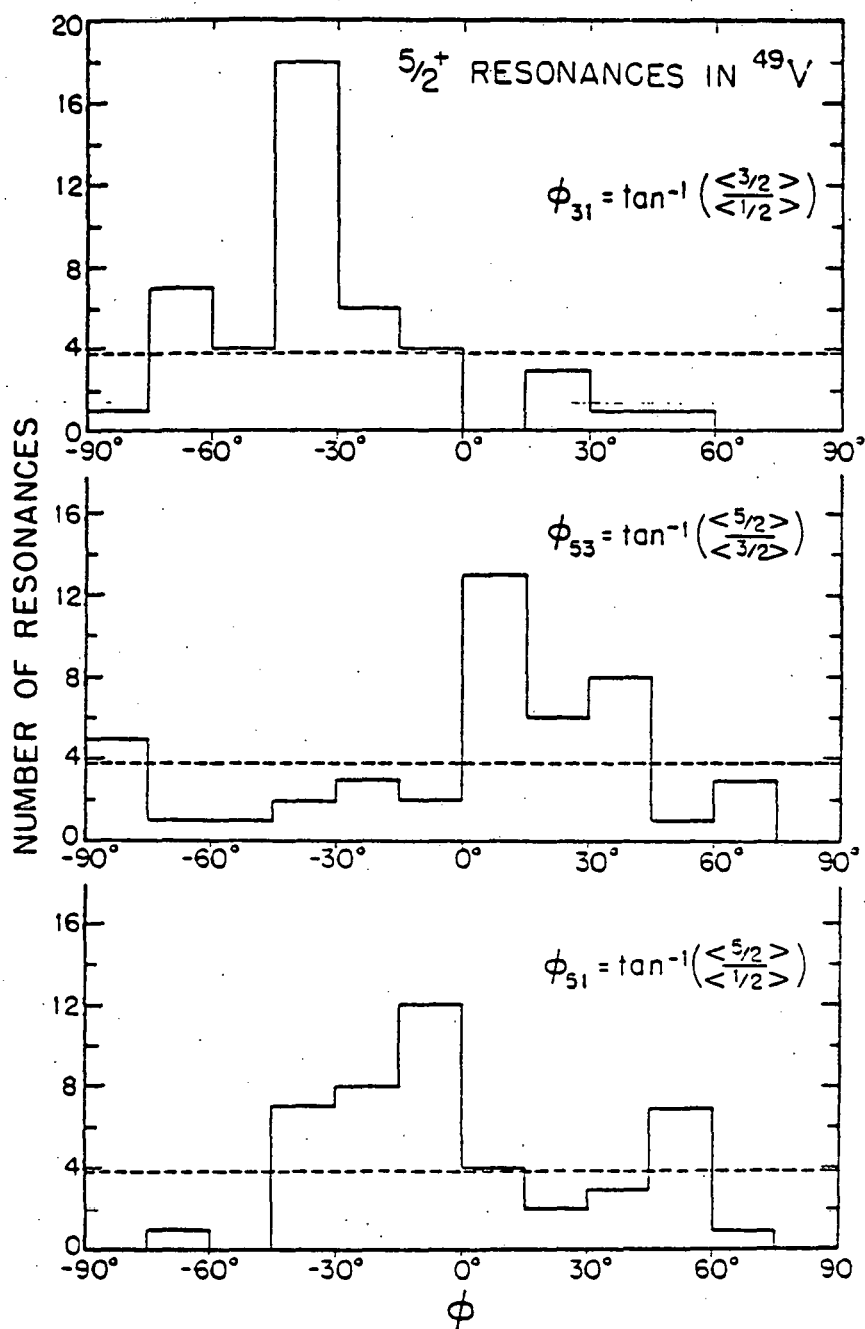 5/2+ RESONANCES IN 49V
ϕ31 = tan-1 (<3/2>/<1/2>)
20
16
12
8
4
0
-90° -60° -30° 0° 30° 60° 90°
NUMBER OF RESONANCES
ϕ53 = tan-1 (<5/2>/<3/2>)
16
12
8
4
0
-90° -60° -30° 0° 30° 60° 90°
ϕ51 = tan-1 (<5/2>/<1/2>)
16
12
8
4
0
-90° -60° -30° 0° 30° 60° 90
ϕ